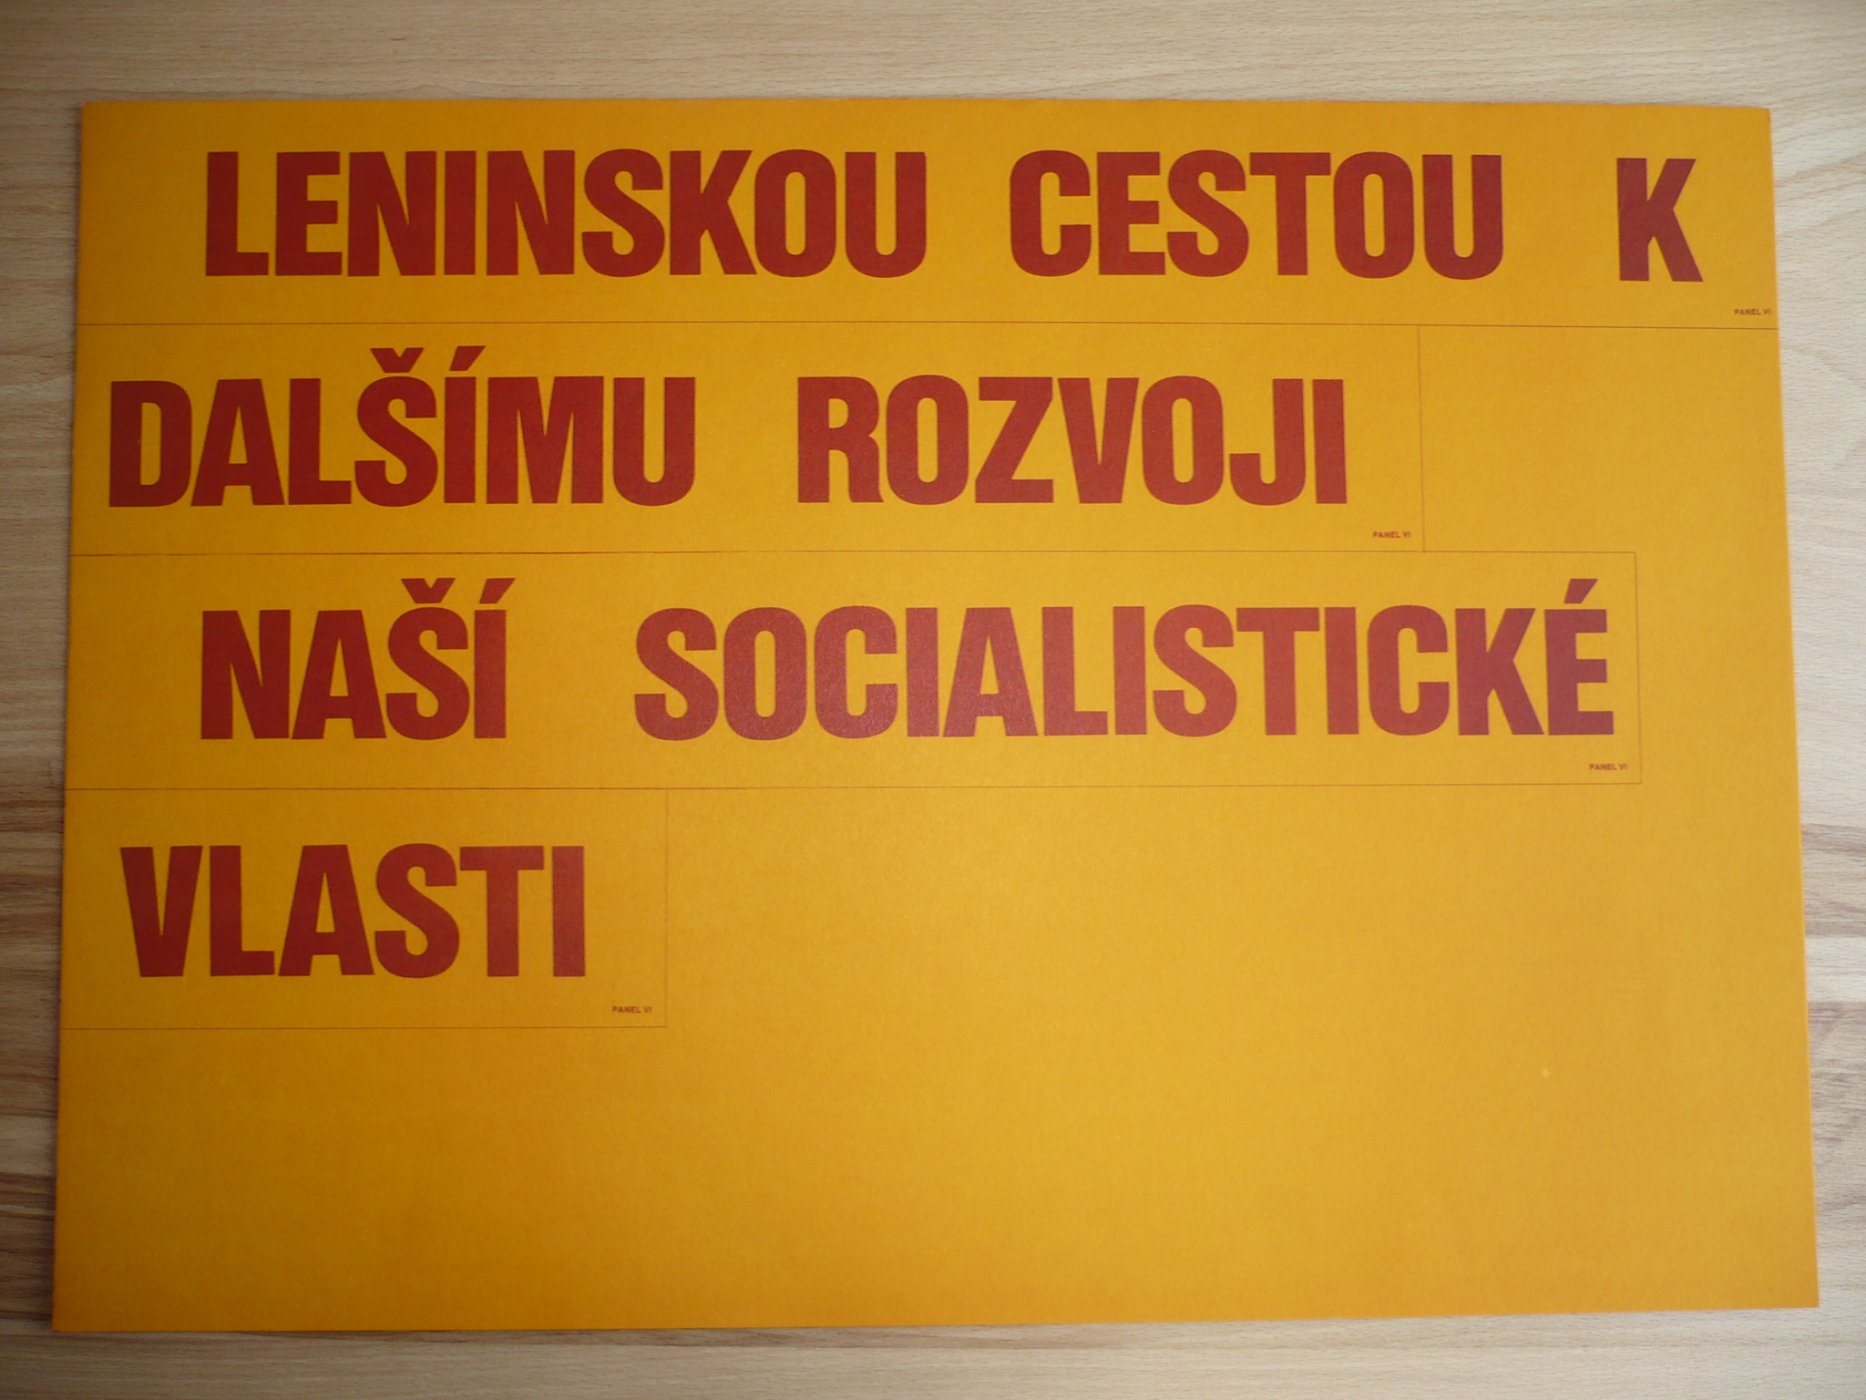 LENINSKOU CESTOU K
PANEL VI
DALŠÍMU ROZVOJI
PANEL VI
NAŠÍ SOCIALISTICKÉ
PANEL VI
VLASTI
PANEL VI